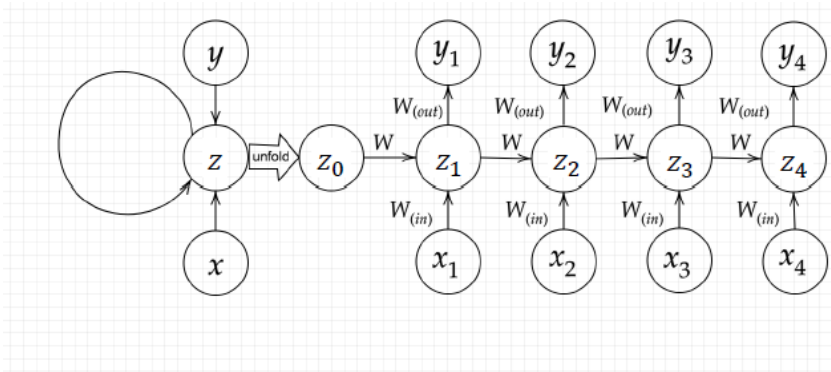 y y₁ y₂ y₃ y₄
W(out) W(out) W(out) W(out)
z unfold z₀ W z₁ W z₂ W z₃ W z₄
W(in) W(in) W(in) W(in)
x x₁ x₂ x₃ x₄